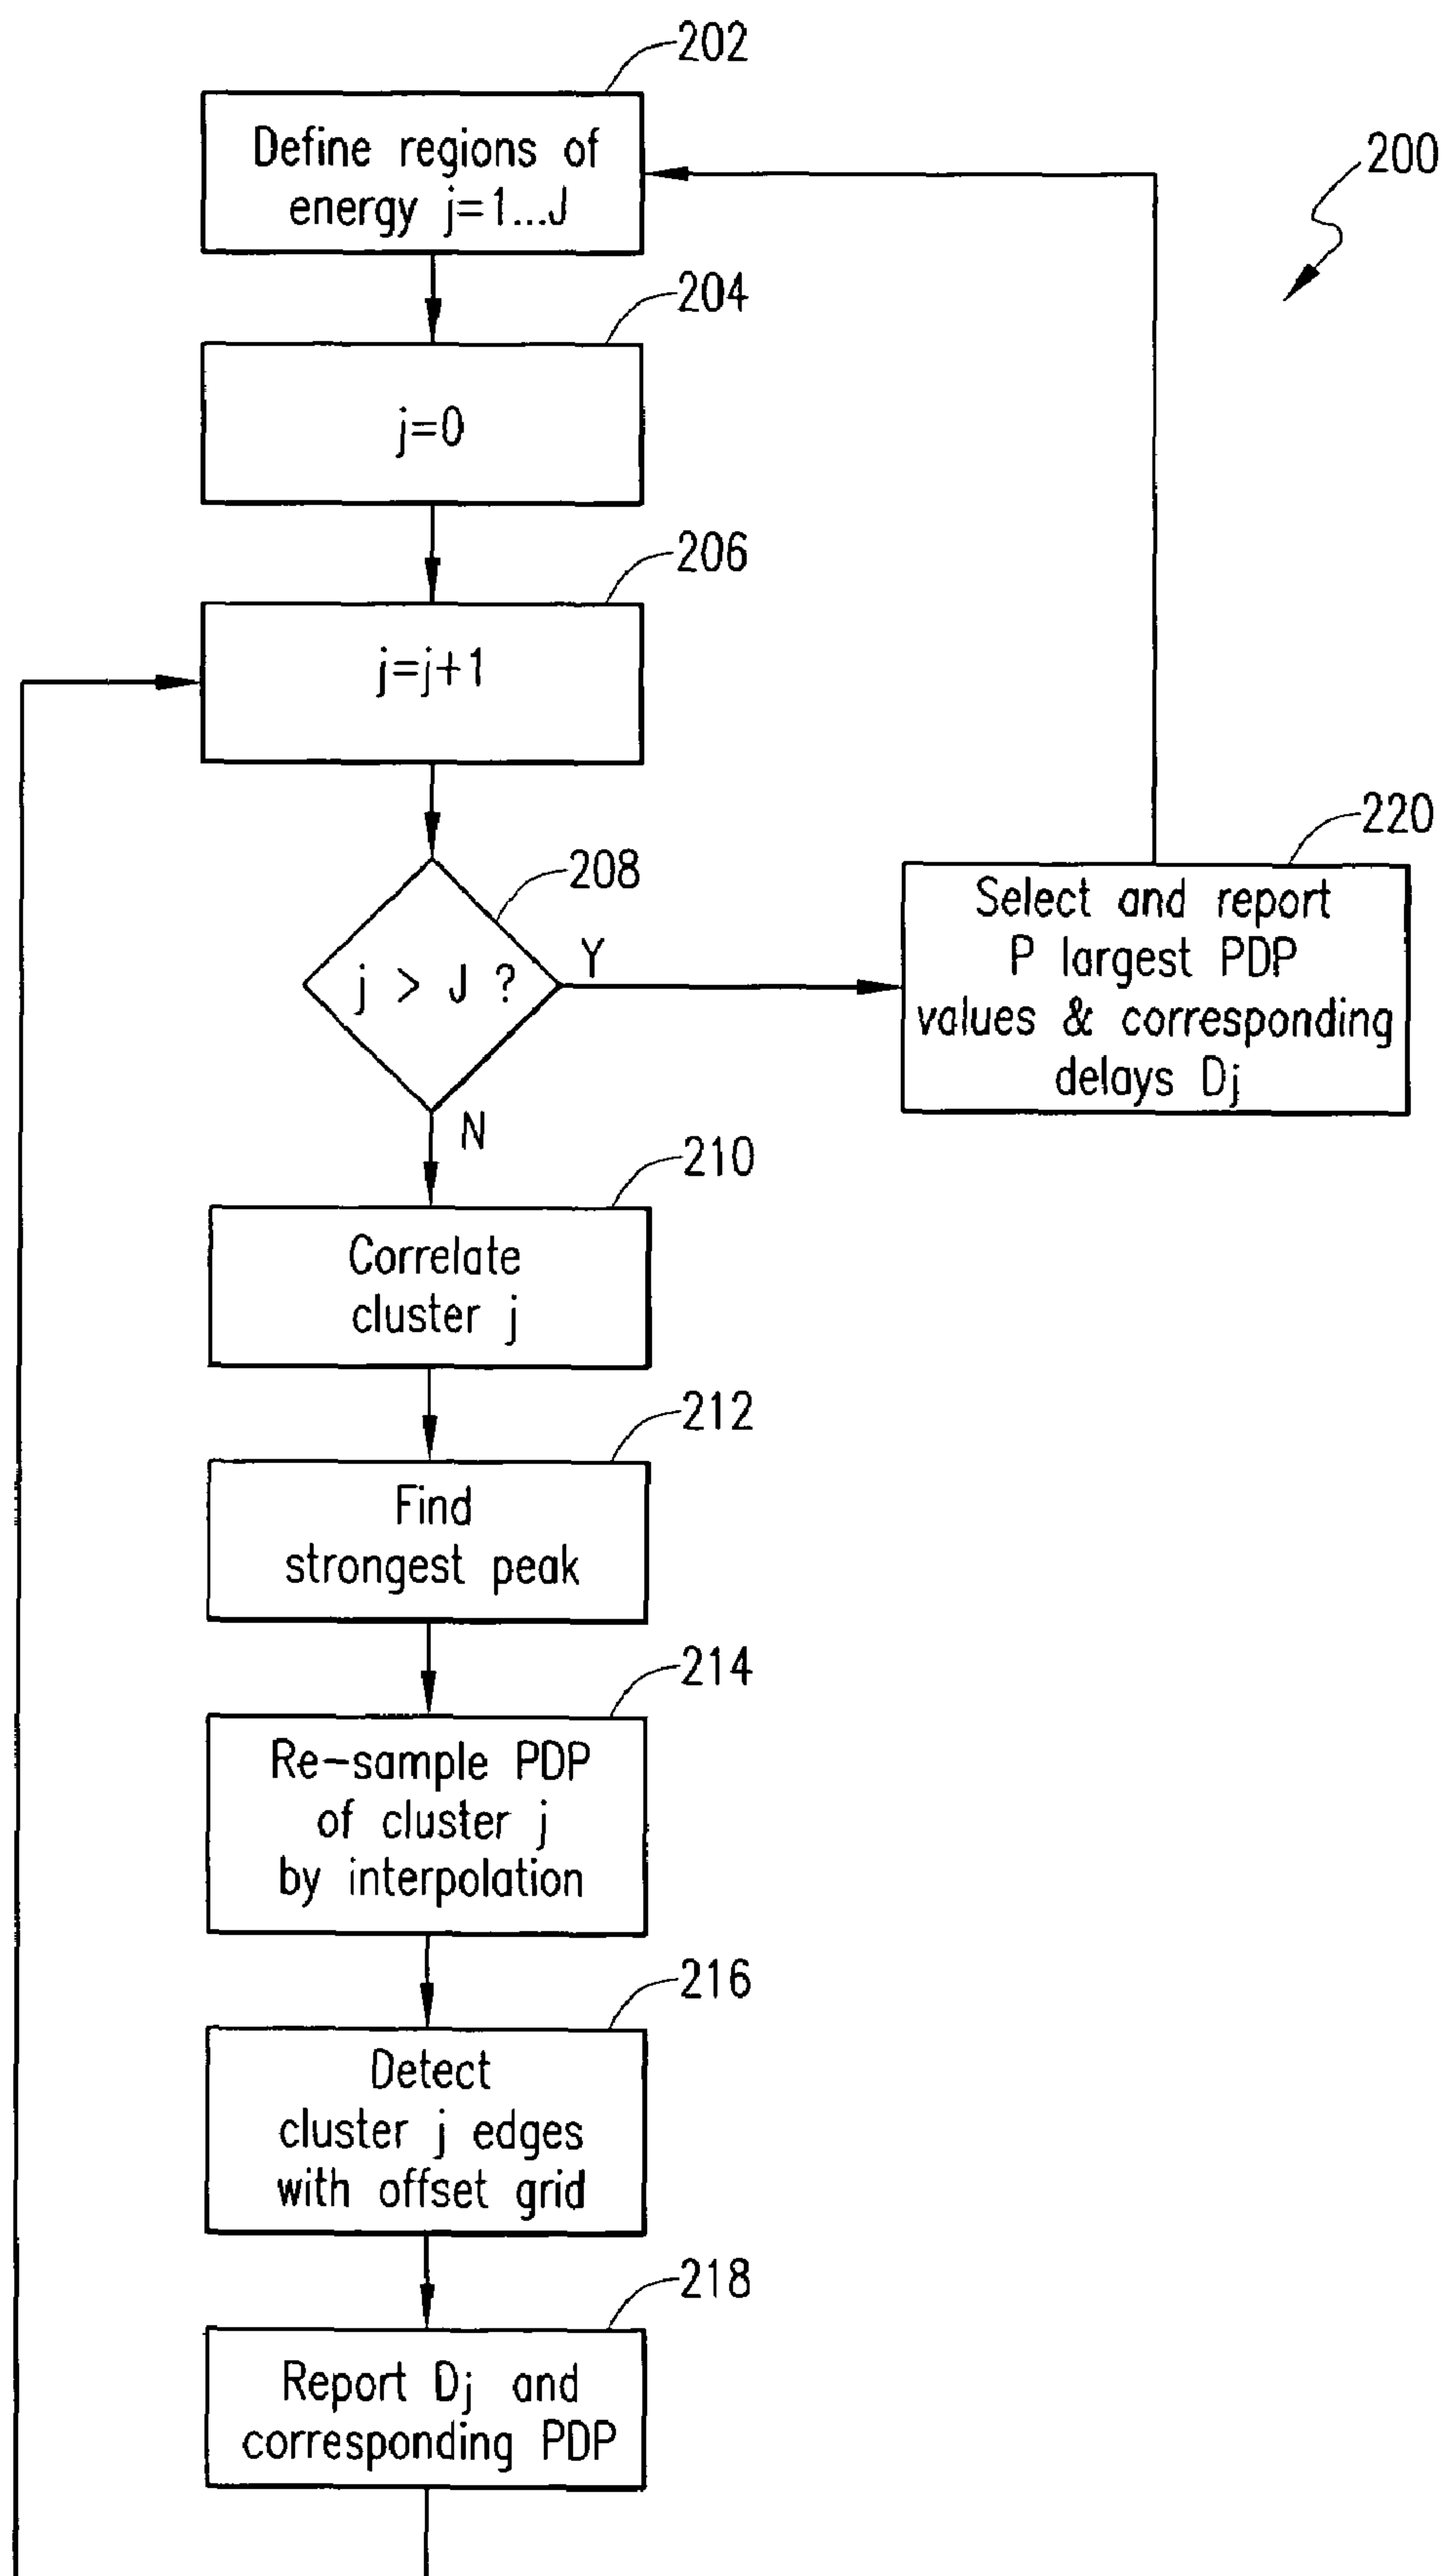 202
Define regions of
energy j=1...J
200
204
j=0
206
j=j+1
208
j > J ?
Y
N
220
Select and report
P largest PDP
values & corresponding
delays Dj
210
Correlate
cluster j
212
Find
strongest peak
214
Re-sample PDP
of cluster j
by interpolation
216
Detect
cluster j edges
with offset grid
218
Report Dj and
corresponding PDP